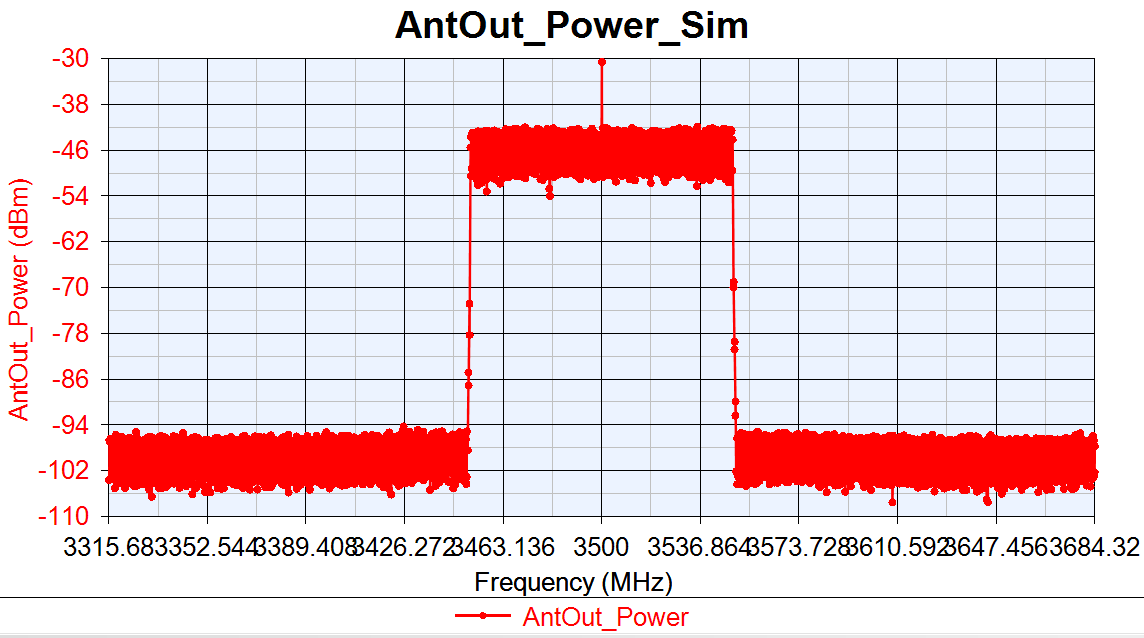 AntOut_Power_Sim
AntOut_Power (dBm)
-30
-38
-46
-54
-62
-70
-78
-86
-94
-102
-110
3315.68 3352.544 3389.408 3426.272 3463.136 3500 3536.864 3573.728 3610.592 3647.456 3684.32
Frequency (MHz)
AntOut_Power